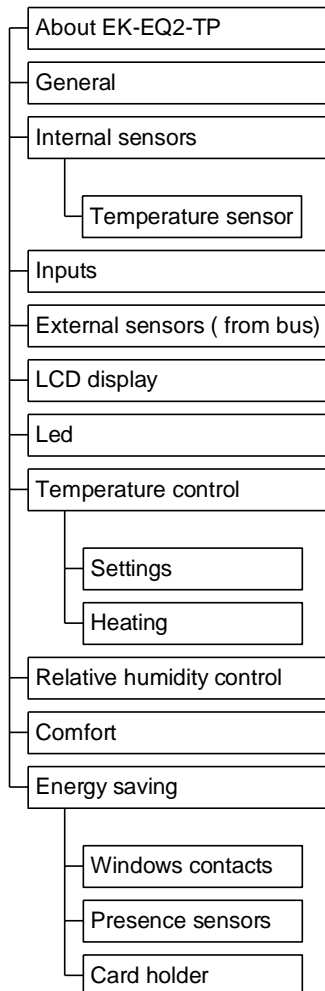 About EK-EQ2-TP
General
Internal sensors
Temperature sensor
Inputs
External sensors ( from bus)
LCD display
Led
Temperature control
Settings
Heating
Relative humidity control
Comfort
Energy saving
Windows contacts
Presence sensors
Card holder